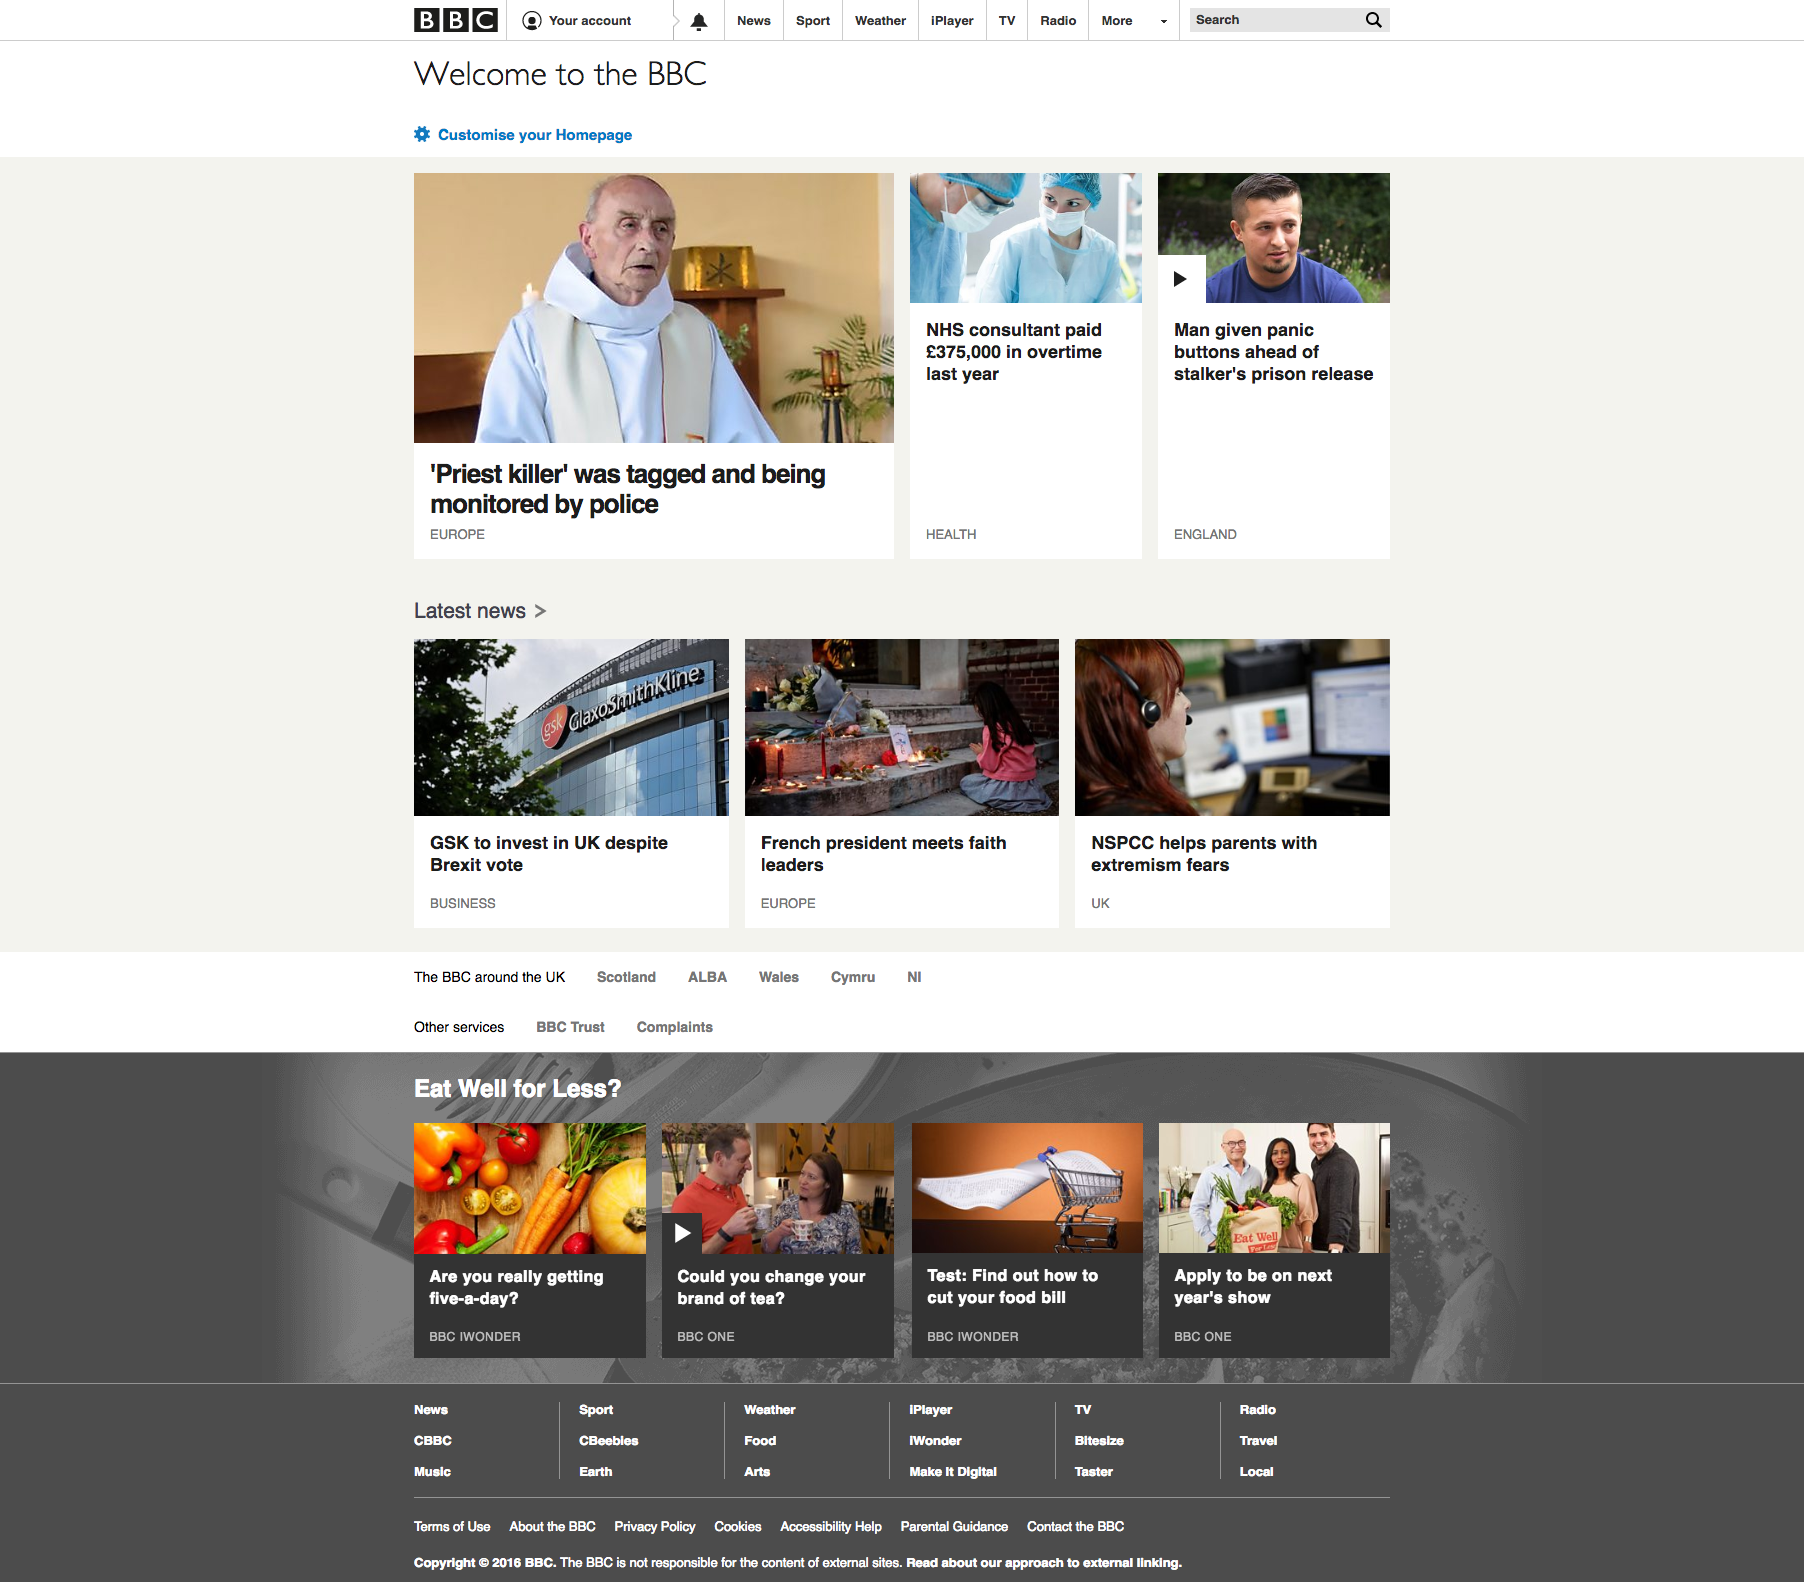 BBC
Your account
News
Sport
Weather
iPlayer
TV
Radio
More
Search
Welcome to the BBC
Customise your Homepage
'Priest killer' was tagged and being
monitored by police
EUROPE
NHS consultant paid
£375,000 in overtime
last year
HEALTH
Man given panic
buttons ahead of
stalker's prison release
ENGLAND
Latest news >
gsk GlaxoSmithKline
GSK to invest in UK despite
Brexit vote
BUSINESS
French president meets faith
leaders
EUROPE
NSPCC helps parents with
extremism fears
UK
The BBC around the UK Scotland ALBA Wales Cymru NI
Other services BBC Trust Complaints
Eat Well for Less?
Are you really getting
five-a-day?
BBC IWONDER
Could you change your
brand of tea?
BBC ONE
Test: Find out how to
cut your food bill
BBC IWONDER
Eat Well
For Less
Apply to be on next
year's show
BBC ONE
News Sport Weather iPlayer TV Radio
CBBC CBeebies Food iWonder Bitesize Travel
Music Earth Arts Make It Digital Taster Local
Terms of Use About the BBC Privacy Policy Cookies Accessibility Help Parental Guidance Contact the BBC
Copyright © 2016 BBC. The BBC is not responsible for the content of external sites. Read about our approach to external linking.